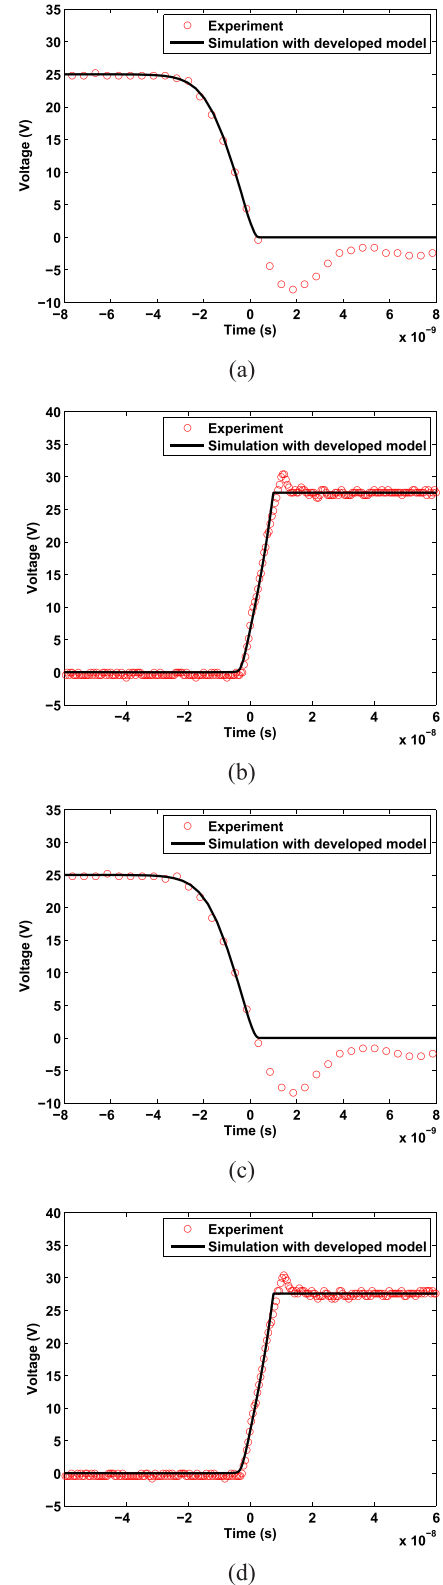 35
30
25
20
15
10
5
0
−5
−10
Voltage (V)
Experiment
Simulation with developed model
−8 −6 −4 −2 0 2 4 6 8
Time (s)
x 10−9
(a)
40
35
30
25
20
15
10
5
0
−5
Voltage (V)
Experiment
Simulation with developed model
−4 −2 0 2 4 6
Time (s)
x 10−8
(b)
35
30
25
20
15
10
5
0
−5
−10
Voltage (V)
Experiment
Simulation with developed model
−8 −6 −4 −2 0 2 4 6 8
Time (s)
x 10−9
(c)
40
35
30
25
20
15
10
5
0
−5
Voltage (V)
Experiment
Simulation with developed model
−4 −2 0 2 4 6
Time (s)
x 10−8
(d)